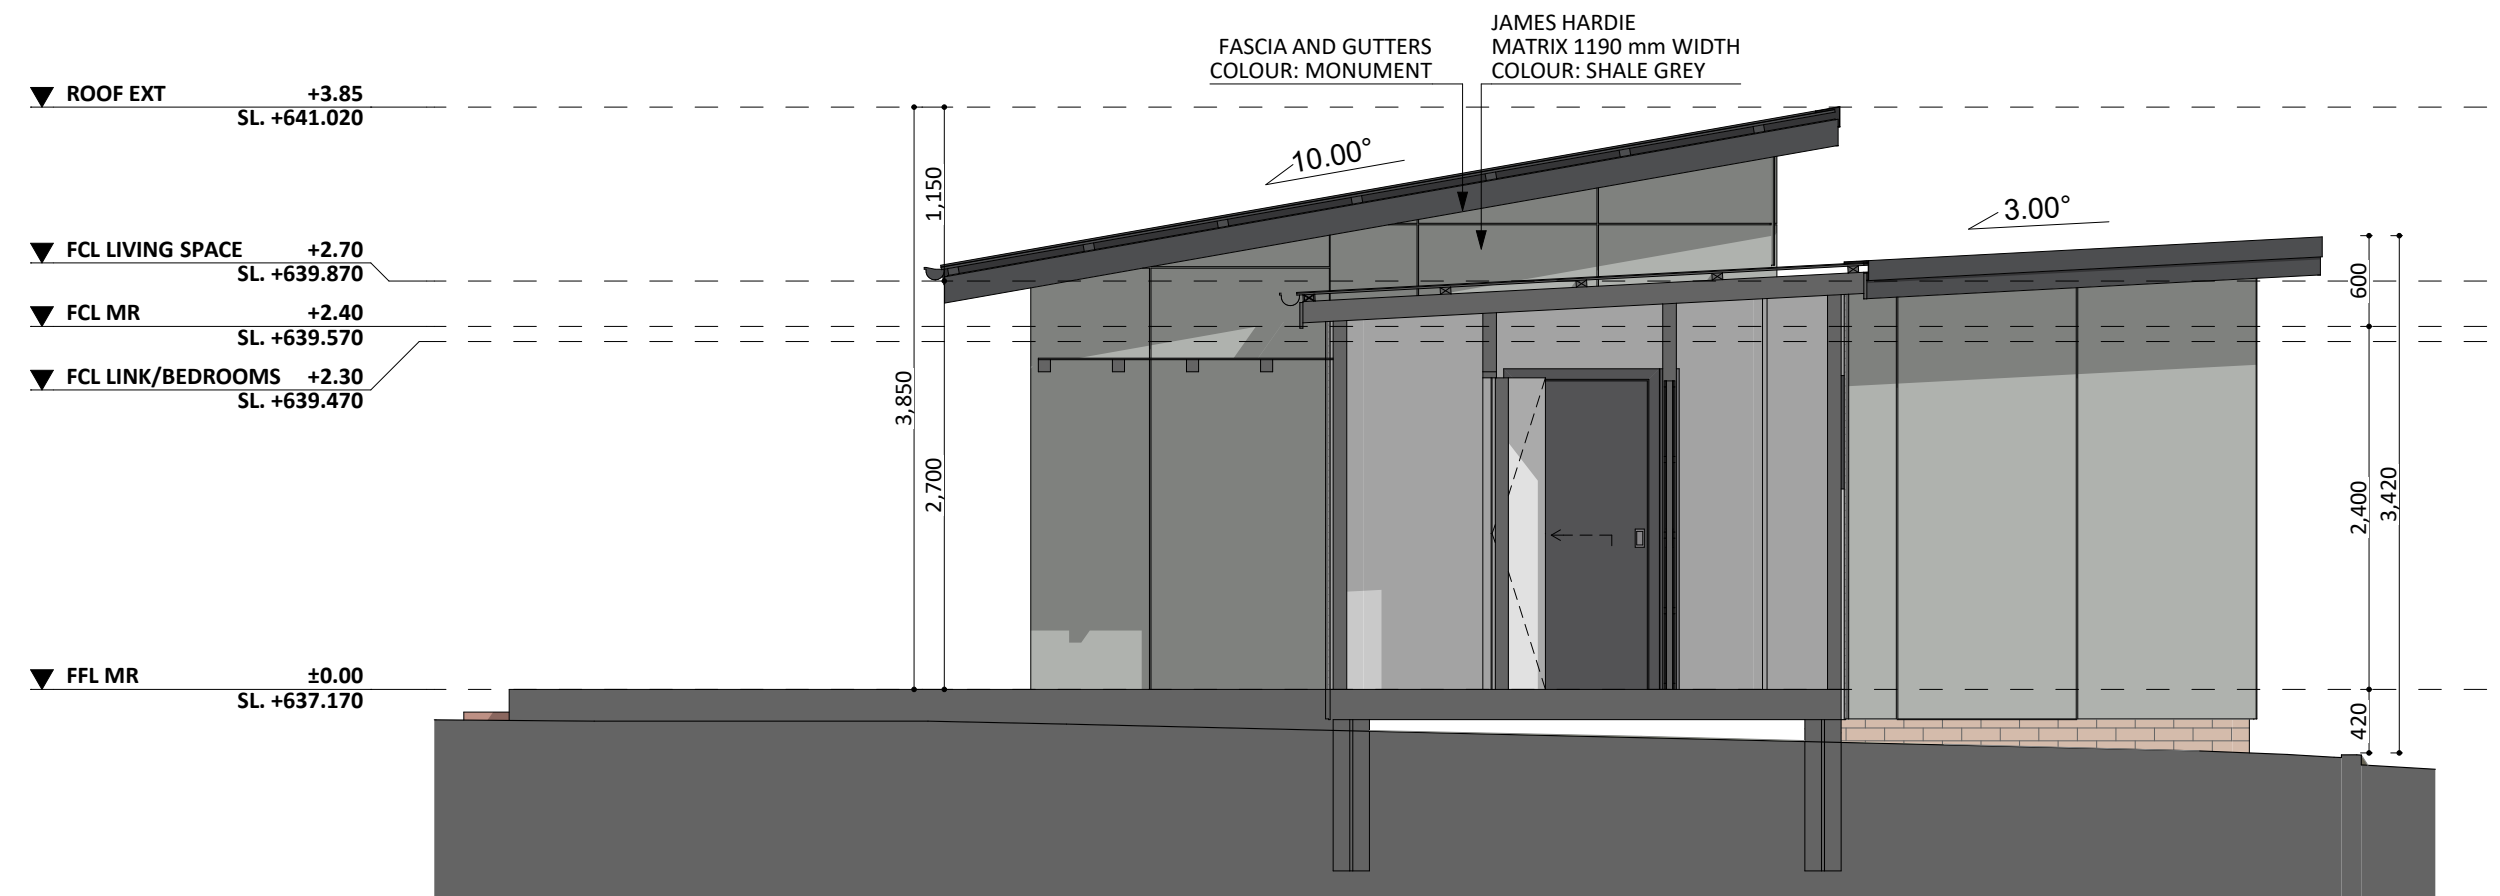 JAMES HARDIE
FASCIA AND GUTTERS
MATRIX 1190 mm WIDTH
COLOUR: MONUMENT
COLOUR: SHALE GREY
ROOF EXT +3.85
SL. +641.020
10.00°
1,150
3.00°
FCL LIVING SPACE +2.70
SL. +639.870
600
FCL MR +2.40
SL. +639.570
FCL LINK/BEDROOMS +2.30
SL. +639.470
3,850
2,700
2,400
3,420
FFL MR ±0.00
SL. +637.170
420